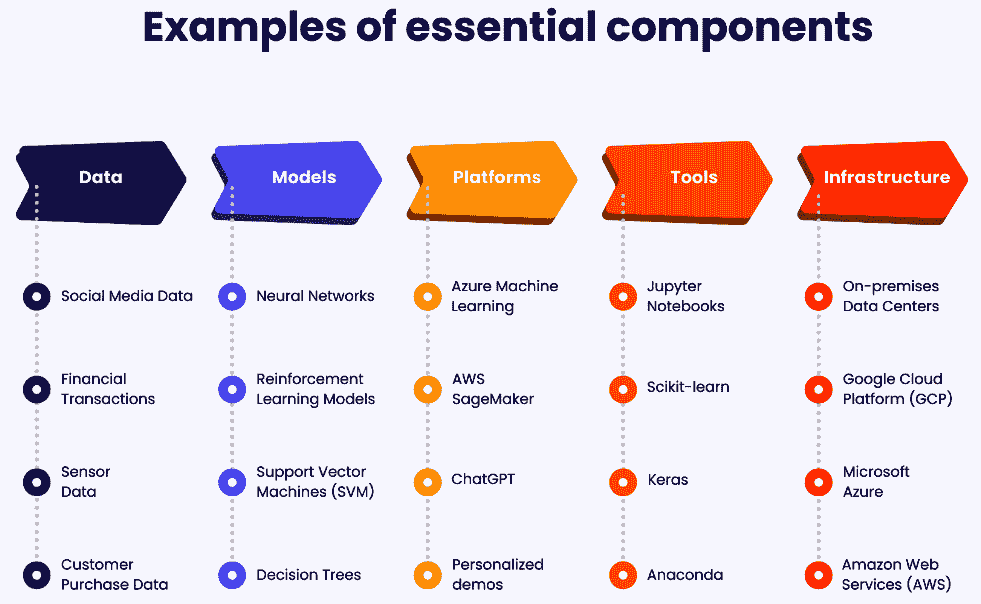 Examples of essential components
Data
Social Media Data
Financial
Transactions
Sensor
Data
Customer
Purchase Data
Models
Neural Networks
Reinforcement
Learning Models
Support Vector
Machines (SVM)
Decision Trees
Platforms
Azure Machine
Learning
AWS
SageMaker
ChatGPT
Personalized
demos
Tools
Jupyter
Notebooks
Scikit-learn
Keras
Anaconda
Infrastructure
On-premises
Data Centers
Google Cloud
Platform (GCP)
Microsoft
Azure
Amazon Web
Services (AWS)